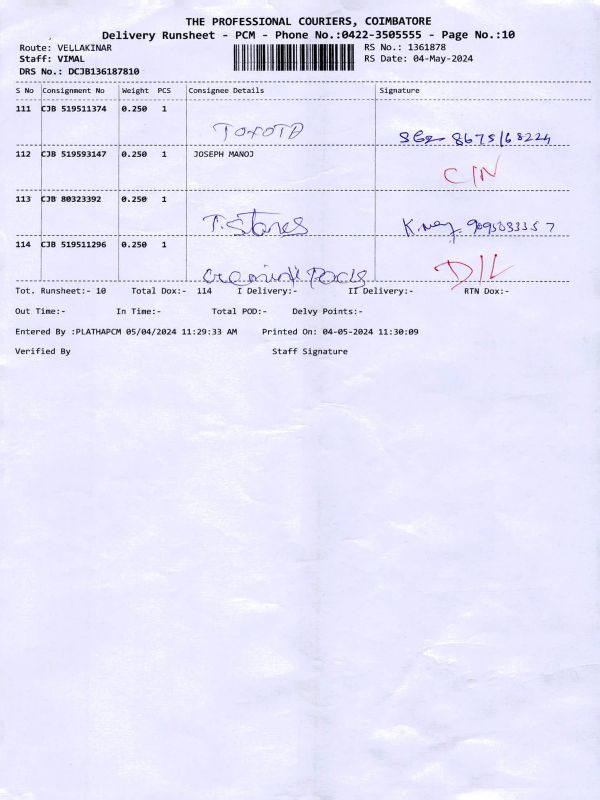 THE PROFESSIONAL COURIERS, COIMBATORE
Delivery Runsheet - PCM - Phone No.:0422-3505555 - Page No.:10
Route: VELLAKINAR RS No.: 1361878
Staff: VIMAL RS Date: 04-May-2024
DRS No.: DCJB136187810
S No Consignment No Weight PCS Consignee Details Signature
111 CJB 519511374 0.250 1
TOYOTA
112 CJB 519593147 0.250 1 JOSEPH MANOJ
C/N
113 CJB 80323392 0.250 1
T. Stanes
114 CJB 519511296 0.250 1
D/L
Tot. Runsheet:- 10 Total Dox:- 114 I Delivery:- II Delivery:- RTN Dox:-
Out Time:- In Time:- Total POD:- Delvy Points:-
Entered By :PLATHAPCM 05/04/2024 11:29:33 AM Printed On: 04-05-2024 11:30:09
Verified By Staff Signature